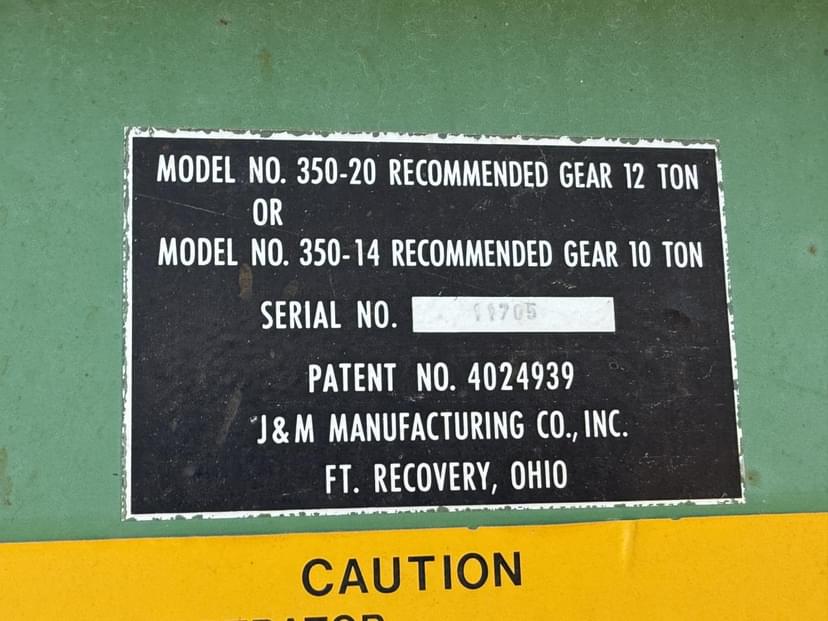 MODEL NO. 350-20 RECOMMENDED GEAR 12 TON
OR
MODEL NO. 350-14 RECOMMENDED GEAR 10 TON
SERIAL NO. 11705
PATENT NO. 4024939
J & M MANUFACTURING CO., INC.
FT. RECOVERY, OHIO
CAUTION